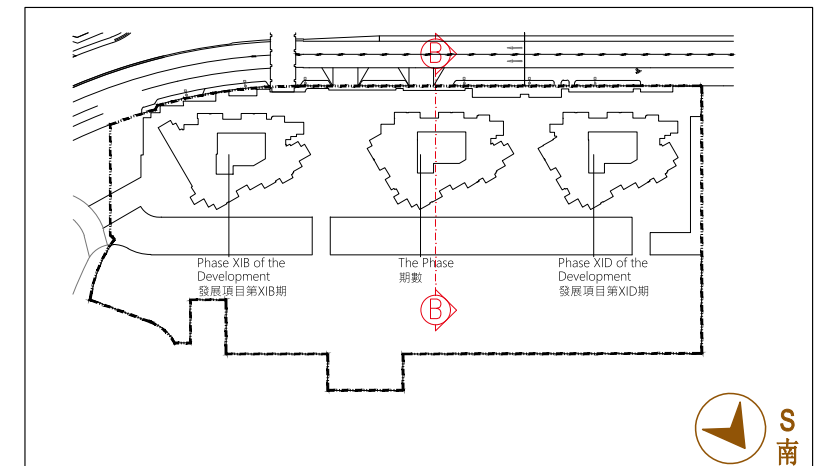 B
Phase XIB of the
Development
發展項目第XIB期
The Phase
期數
Phase XID of the
Development
發展項目第XID期
B
S
南